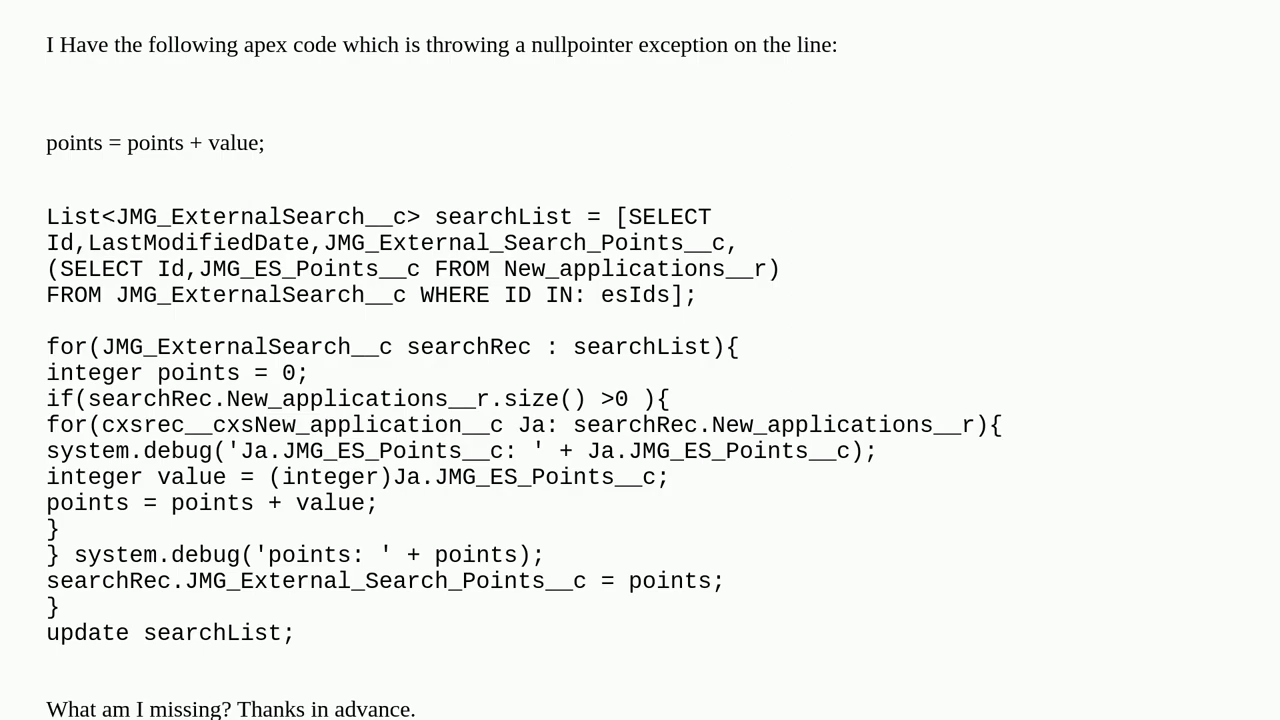 I Have the following apex code which is throwing a nullpointer exception on the line:
points = points + value;
List<JMG_ExternalSearch__c> searchList = [SELECT
Id,LastModifiedDate,JMG_External_Search_Points__c,
(SELECT Id,JMG_ES_Points__c FROM New_applications__r)
FROM JMG_ExternalSearch__c WHERE ID IN: esIds];
for(JMG_ExternalSearch__c searchRec : searchList){
integer points = 0;
if(searchRec.New_applications__r.size() >0 ){
for(cxsrec__cxsNew_application__c Ja: searchRec.New_applications__r){
system.debug('Ja.JMG_ES_Points__c: ' + Ja.JMG_ES_Points__c);
integer value = (integer)Ja.JMG_ES_Points__c;
points = points + value;
}
} system.debug('points: ' + points);
searchRec.JMG_External_Search_Points__c = points;
}
update searchList;
What am I missing? Thanks in advance.